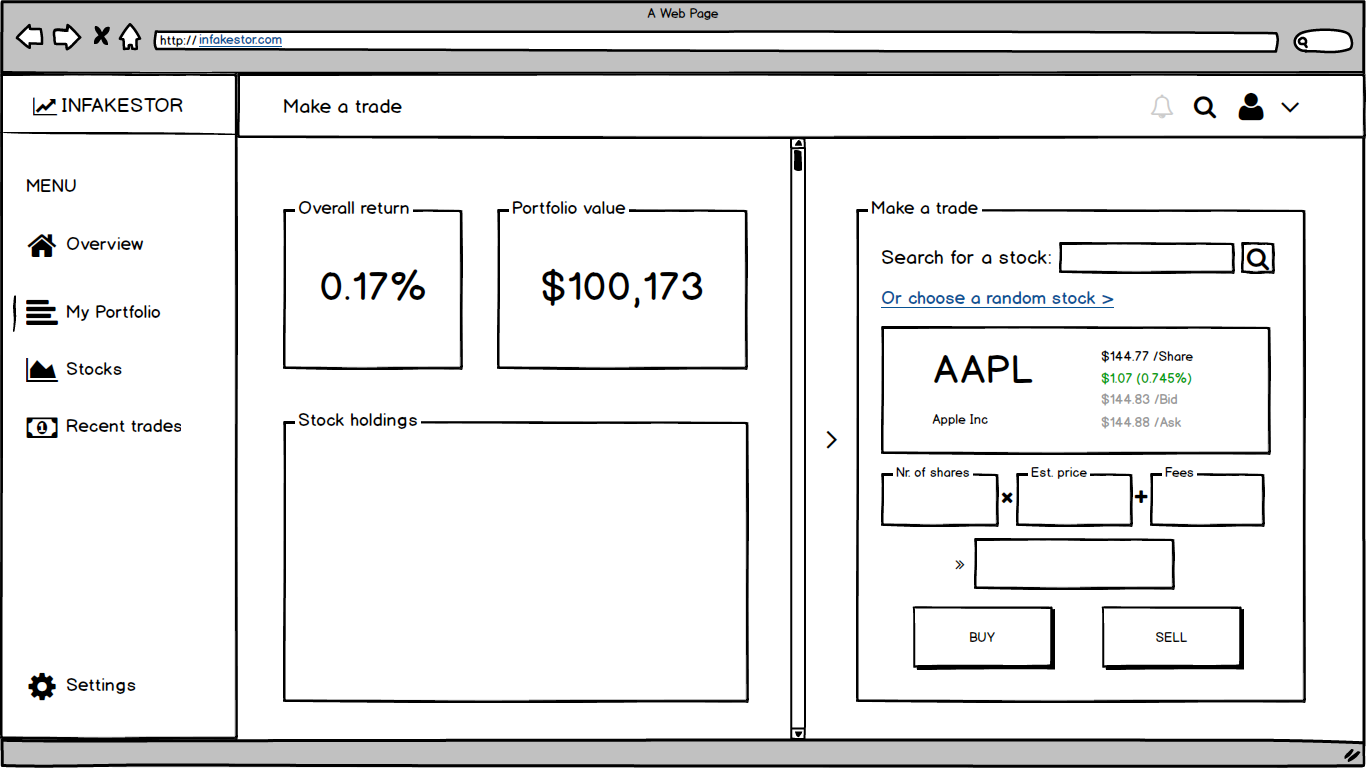 A Web Page
http://infakestor.com
INFAKESTOR
Make a trade
MENU
Overview
My Portfolio
Stocks
1
Recent trades
Settings
Overall return
0.17%
Portfolio value
$100,173
Stock holdings
Make a trade
Search for a stock:
Or choose a random stock >
AAPL
Apple Inc
$144.77 /Share
$1.07 (0.745%)
$144.83 /Bid
$144.88 /Ask
Nr. of shares
×
Est. price
+
Fees
»
BUY
SELL